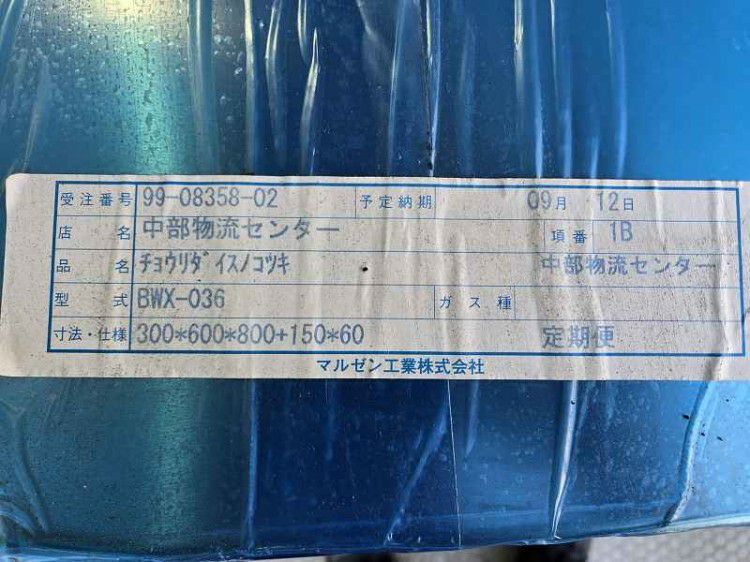 受注番号 99-08358-02 予定納期 09月 12日
店名 中部物流センター 項番 1B
品名 チョウリダイスノコツキ 中部物流センター
型式 BWX-036 ガス種
寸法・仕様 300*600*800+150*60 定期便
マルゼン工業株式会社